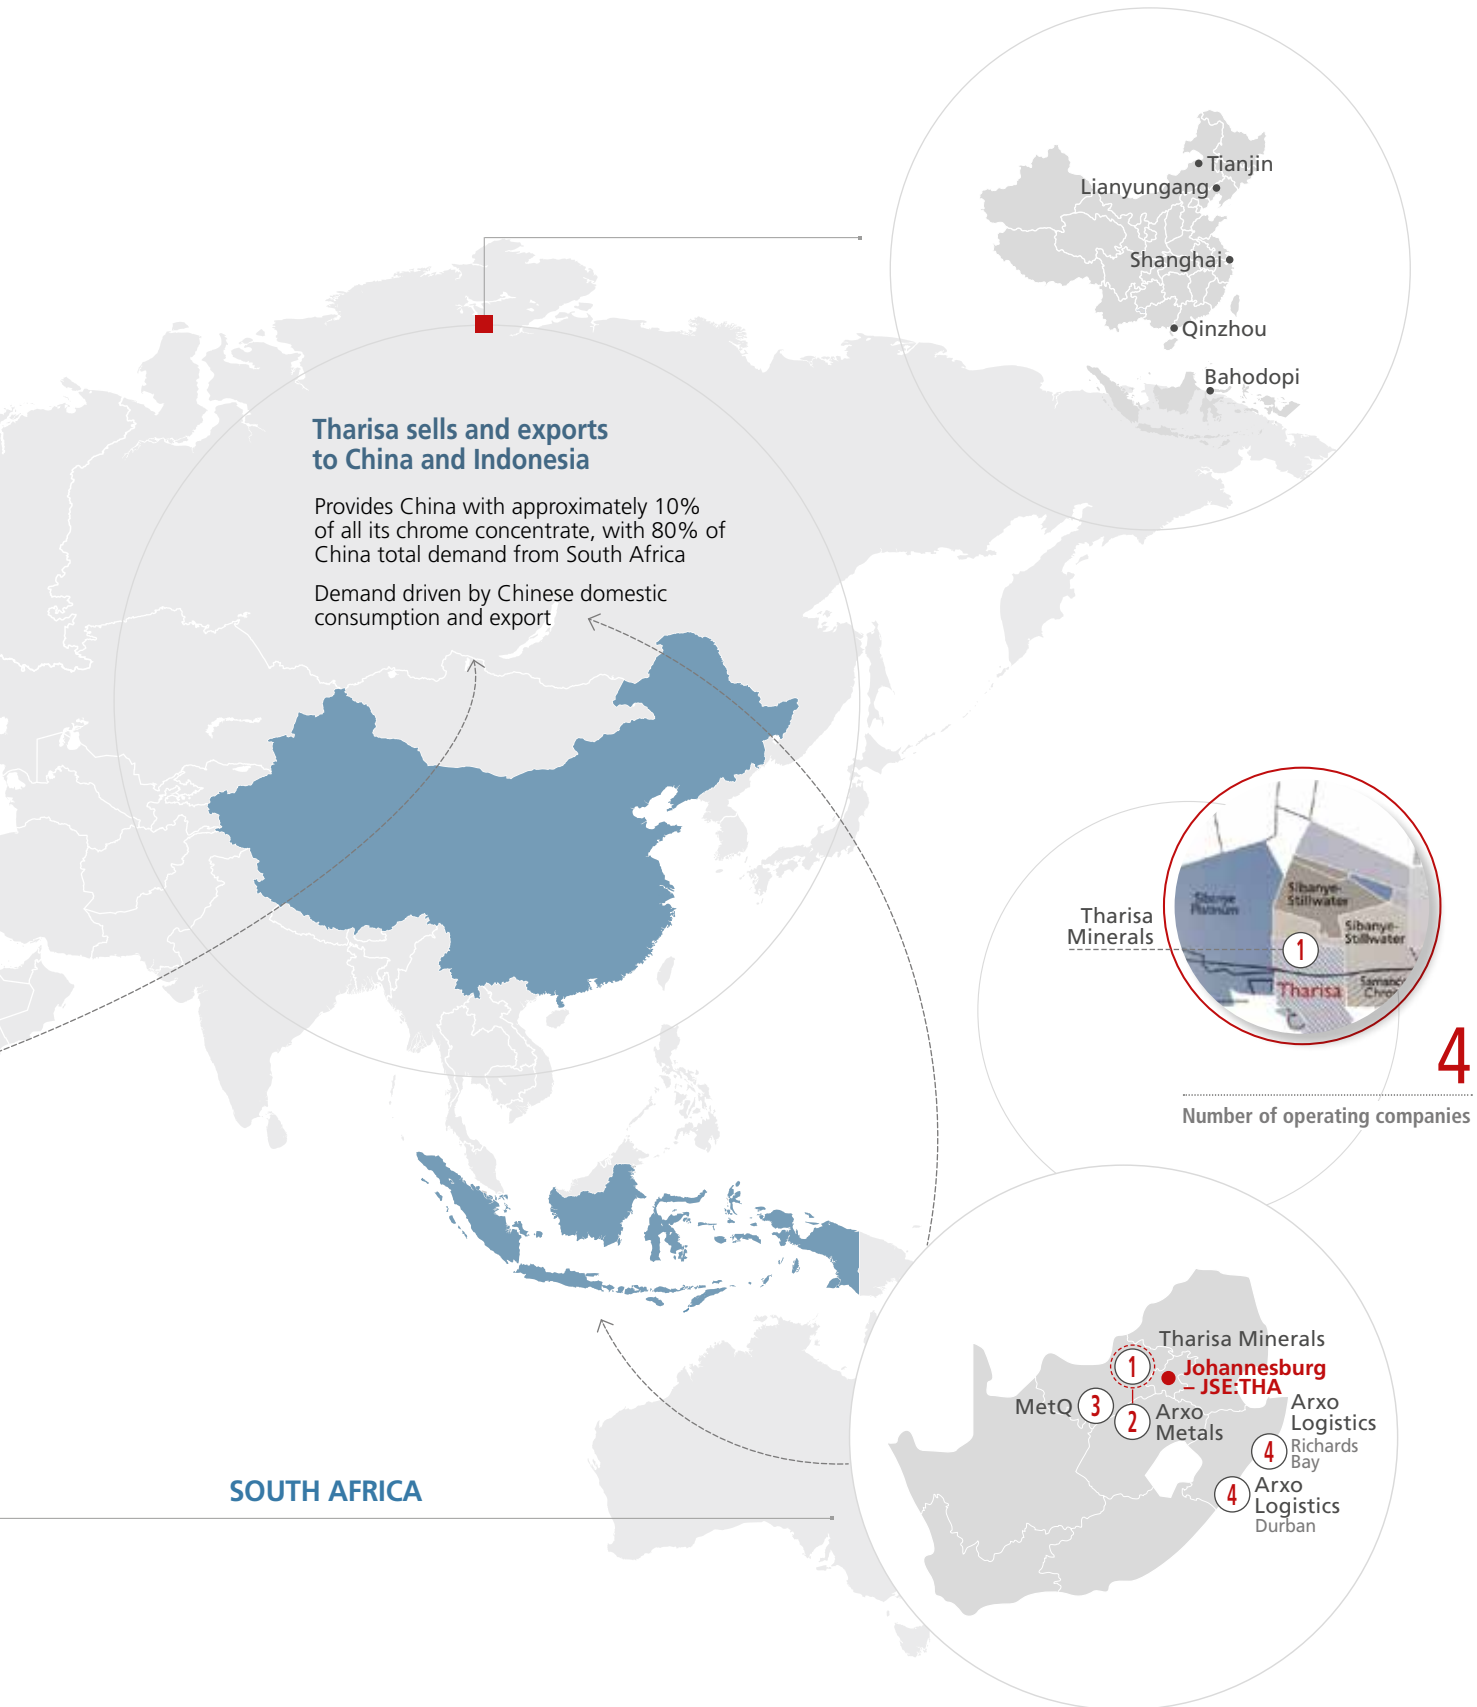 Tianjin
Lianyungang
Shanghai
Qinzhou
Bahodopi
Tharisa sells and exports
to China and Indonesia
Provides China with approximately 10%
of all its chrome concentrate, with 80% of
China total demand from South Africa
Demand driven by Chinese domestic
consumption and export
Tharisa
Minerals
Sibanye
Platinum
Sibanye-
Stillwater
Sibanye-
Stillwater
1
Tharisa
Samancor
4
Number of operating companies
Tharisa Minerals
1
Johannesburg
– JSE:THA
MetQ
3
2
Arxo
Metals
Arxo
Logistics
4
Richards
Bay
4
Arxo
Logistics
Durban
SOUTH AFRICA